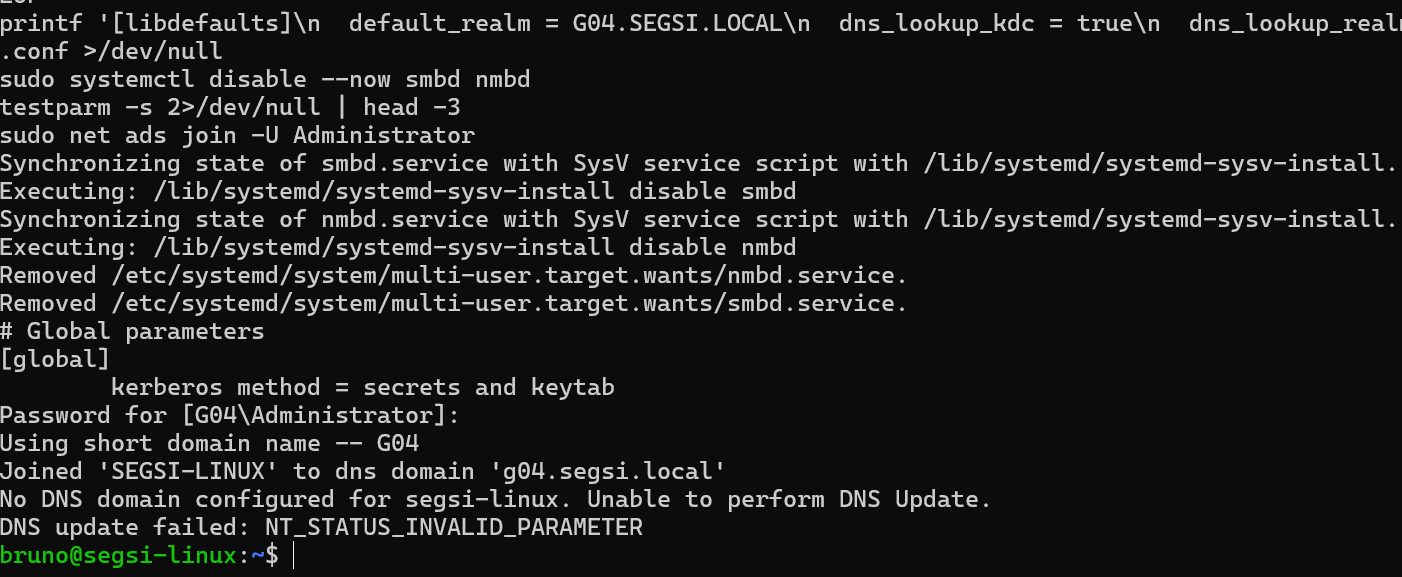 printf '[libdefaults]\n  default_realm = G04.SEGSI.LOCAL\n  dns_lookup_kdc = true\n  dns_lookup_real
.conf >/dev/null
sudo systemctl disable --now smbd nmbd
testparm -s 2>/dev/null | head -3
sudo net ads join -U Administrator
Synchronizing state of smbd.service with SysV service script with /lib/systemd/systemd-sysv-install.
Executing: /lib/systemd/systemd-sysv-install disable smbd
Synchronizing state of nmbd.service with SysV service script with /lib/systemd/systemd-sysv-install.
Executing: /lib/systemd/systemd-sysv-install disable nmbd
Removed /etc/systemd/system/multi-user.target.wants/nmbd.service.
Removed /etc/systemd/system/multi-user.target.wants/smbd.service.
# Global parameters
[global]
        kerberos method = secrets and keytab
Password for [G04\Administrator]:
Using short domain name -- G04
Joined 'SEGSI-LINUX' to dns domain 'g04.segsi.local'
No DNS domain configured for segsi-linux. Unable to perform DNS Update.
DNS update failed: NT_STATUS_INVALID_PARAMETER
bruno@segsi-linux:~$